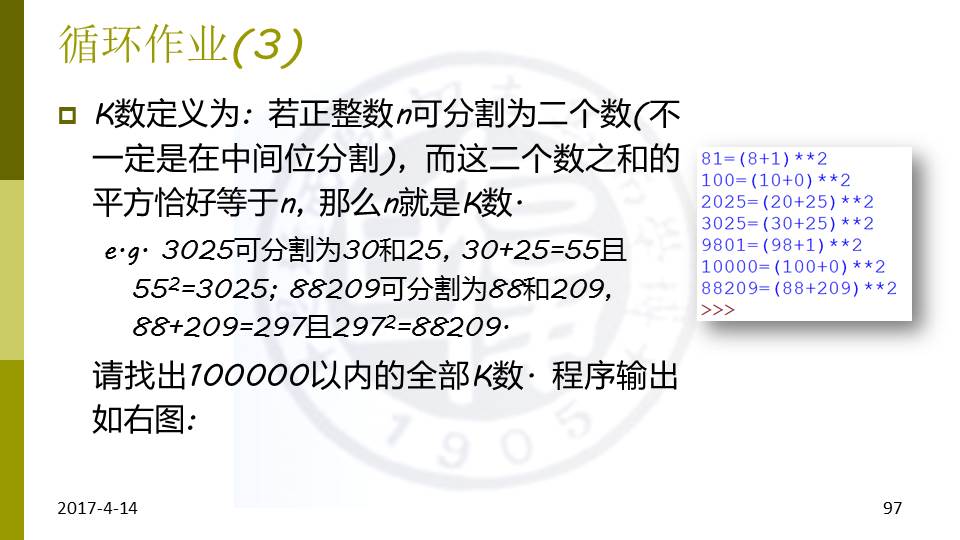 循环作业(3)
K数定义为: 若正整数n可分割为二个数(不
一定是在中间位分割), 而这二个数之和的
平方恰好等于n, 那么n就是K数.
e.g. 3025可分割为30和25, 30+25=55且
55²=3025; 88209可分割为88和209,
88+209=297且297²=88209.
请找出100000以内的全部K数. 程序输出
如右图:
81=(8+1)**2
100=(10+0)**2
2025=(20+25)**2
3025=(30+25)**2
9801=(98+1)**2
10000=(100+0)**2
88209=(88+209)**2
>>>
1905
2017-4-14
97